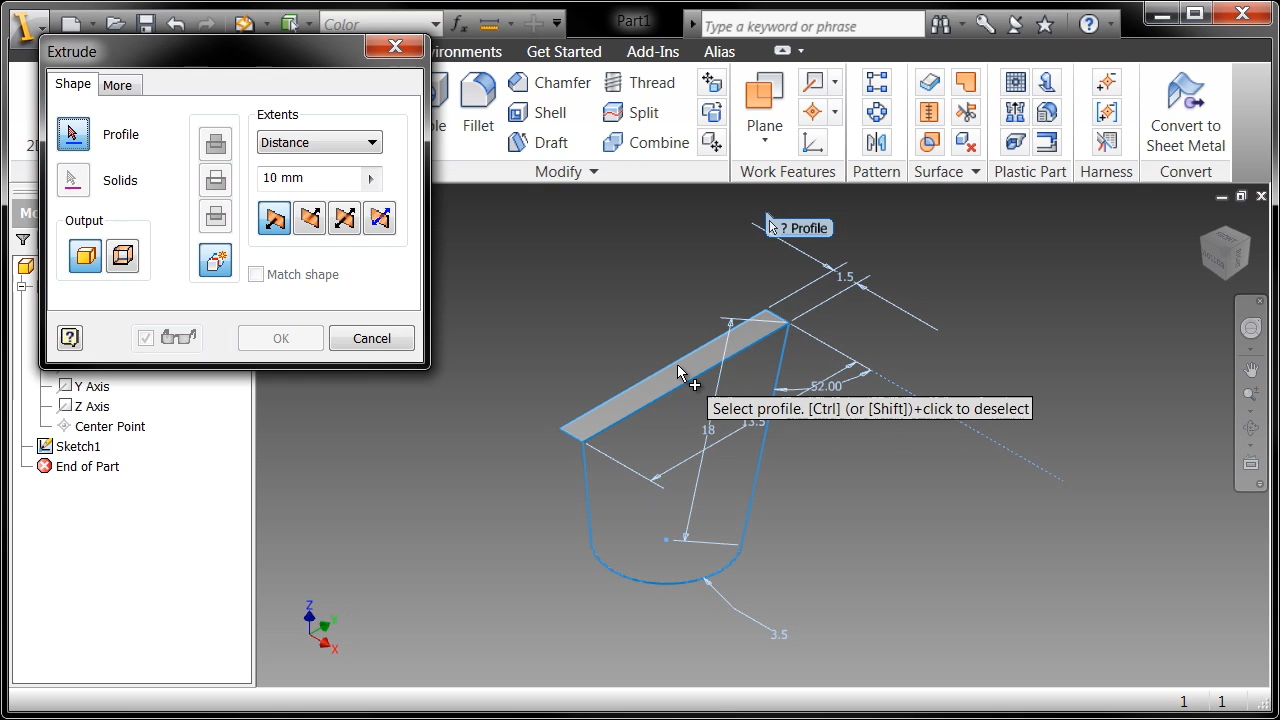 Color
Part1
Type a keyword or phrase
Extrude
vironments
Get Started
Add-Ins
Alias
Shape
More
Profile
Solids
Output
Extents
Distance
10 mm
Match shape
OK
Cancel
Fillet
Chamfer
Shell
Draft
Thread
Split
Combine
Modify
Plane
Work Features
Pattern
Surface
Plastic Part
Harness
Convert to
Sheet Metal
Convert
? Profile
1.5
52.00
Select profile. [Ctrl] (or [Shift])+click to deselect
18
13.5
3.5
Y Axis
Z Axis
Center Point
Sketch1
End of Part
Z
X
1
1